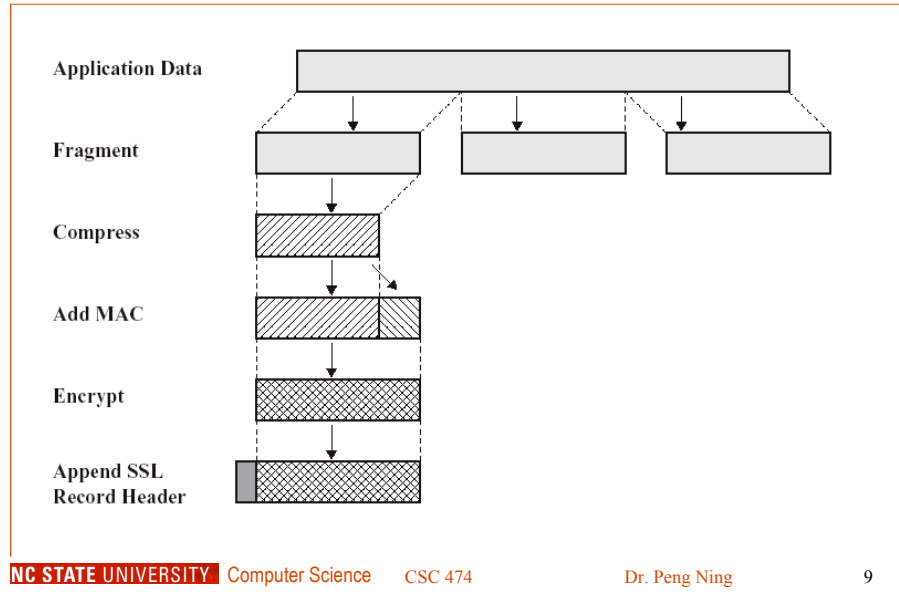 Application Data
Fragment
Compress
Add MAC
Encrypt
Append SSL
Record Header
NC STATE UNIVERSITY Computer Science CSC 474 Dr. Peng Ning 9